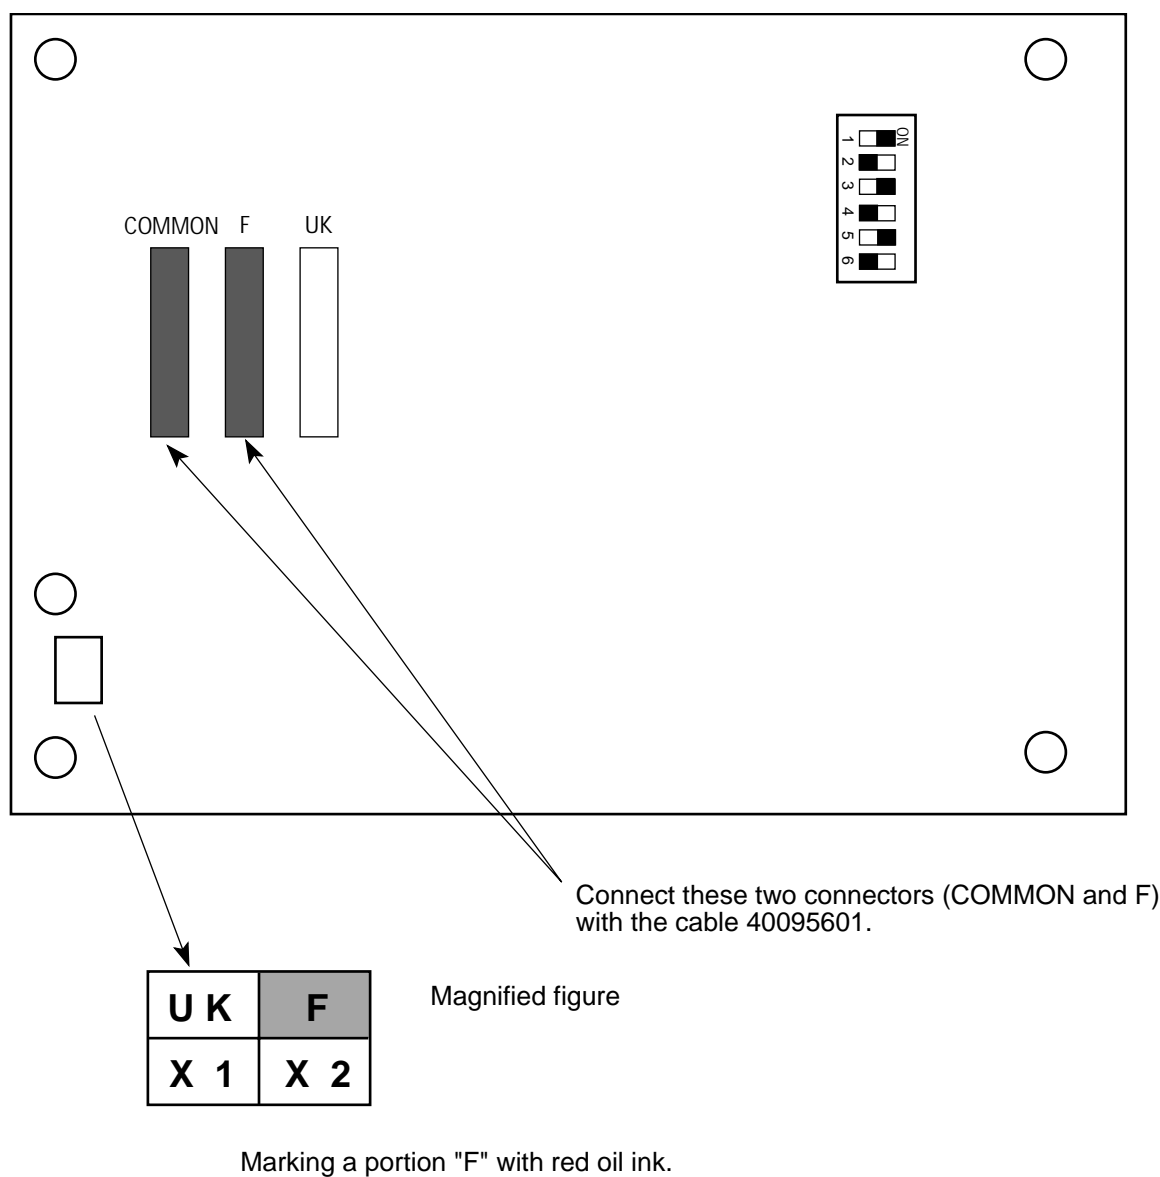 ON
1
2
3
4
5
6
COMMON F UK
Connect these two connectors (COMMON and F)
with the cable 40095601.
Magnified figure
U K F
X 1 X 2
Marking a portion "F" with red oil ink.